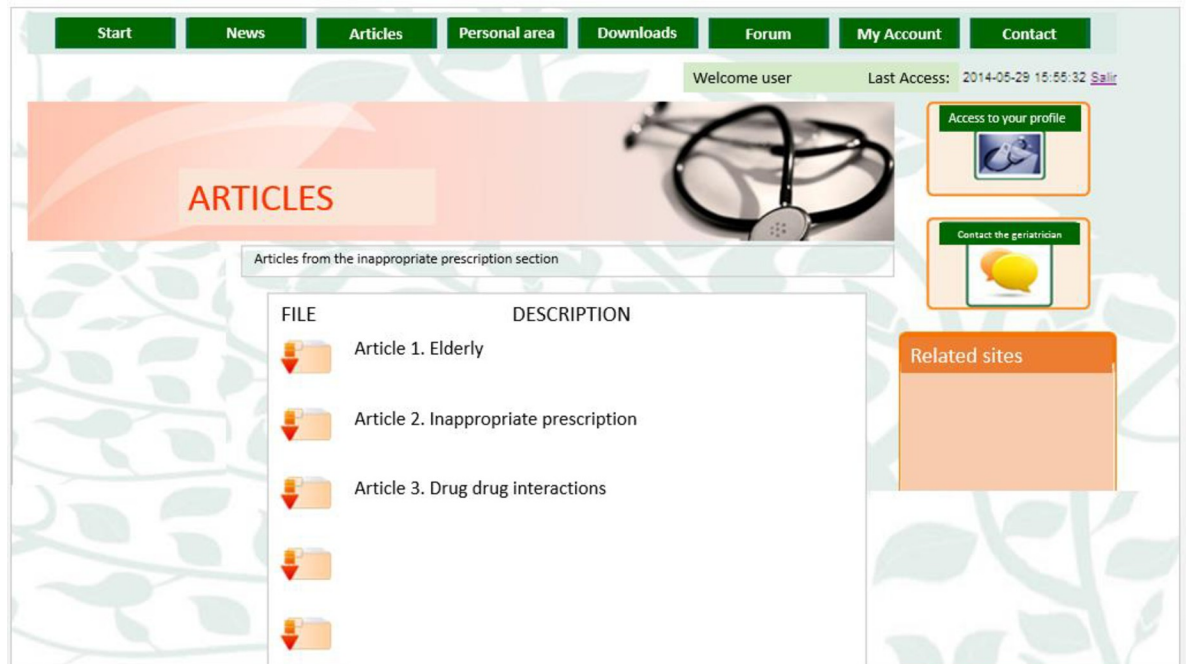 Start News Articles Personal area Downloads Forum My Account Contact
Welcome user Last Access: 2014-05-29 15:55:32 Salir
Access to your profile
ARTICLES
Contact the geriatrician
Articles from the inappropriate prescription section
FILE DESCRIPTION
Article 1. Elderly
Related sites
Article 2. Inappropriate prescription
Article 3. Drug drug interactions